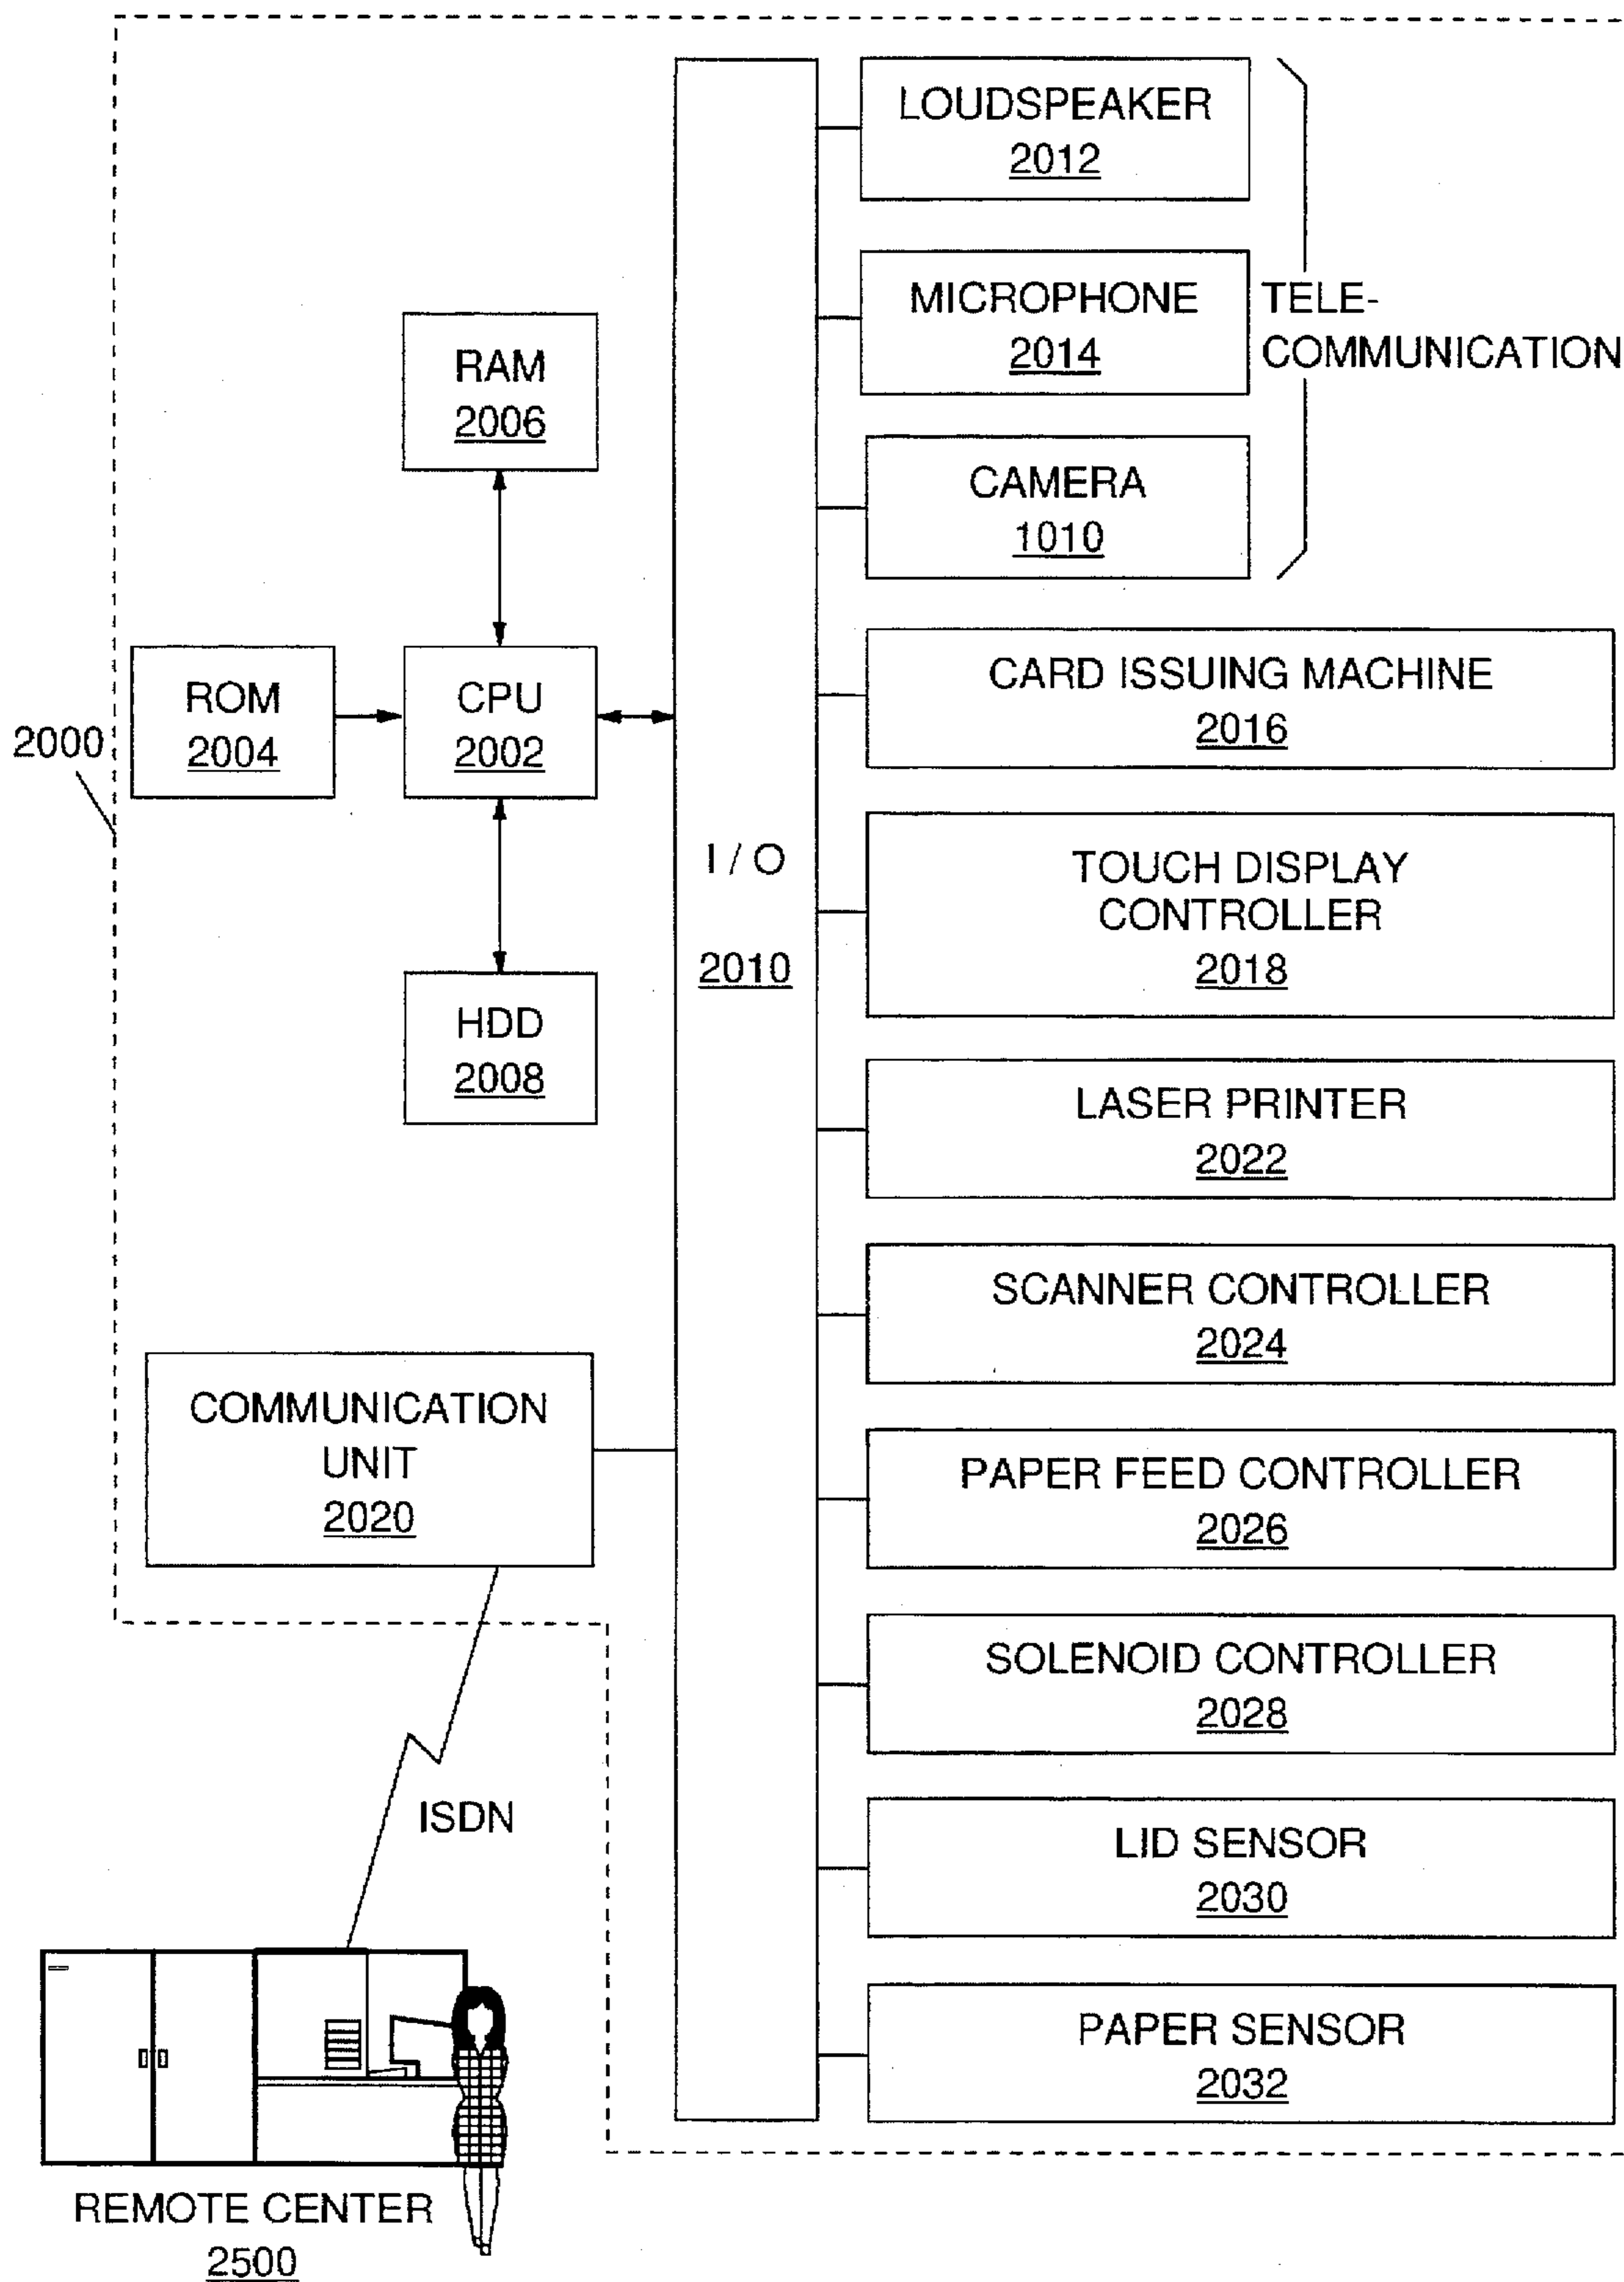 LOUDSPEAKER
2012
MICROPHONE
2014
TELE-
COMMUNICATION
CAMERA
1010
RAM
2006
ROM
2004
CPU
2002
2000
HDD
2008
I / O
2010
CARD ISSUING MACHINE
2016
TOUCH DISPLAY
CONTROLLER
2018
LASER PRINTER
2022
SCANNER CONTROLLER
2024
PAPER FEED CONTROLLER
2026
SOLENOID CONTROLLER
2028
LID SENSOR
2030
PAPER SENSOR
2032
COMMUNICATION
UNIT
2020
ISDN
REMOTE CENTER
2500